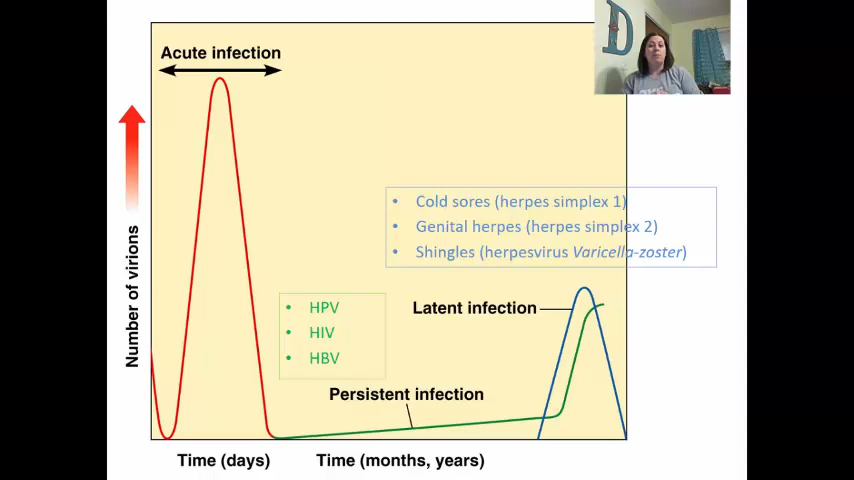 Acute infection
Number of virions
• Cold sores (herpes simplex 1)
• Genital herpes (herpes simplex 2)
• Shingles (herpesvirus Varicella-zoster)
• HPV
• HIV
• HBV
Latent infection
Persistent infection
Time (days)
Time (months, years)
D